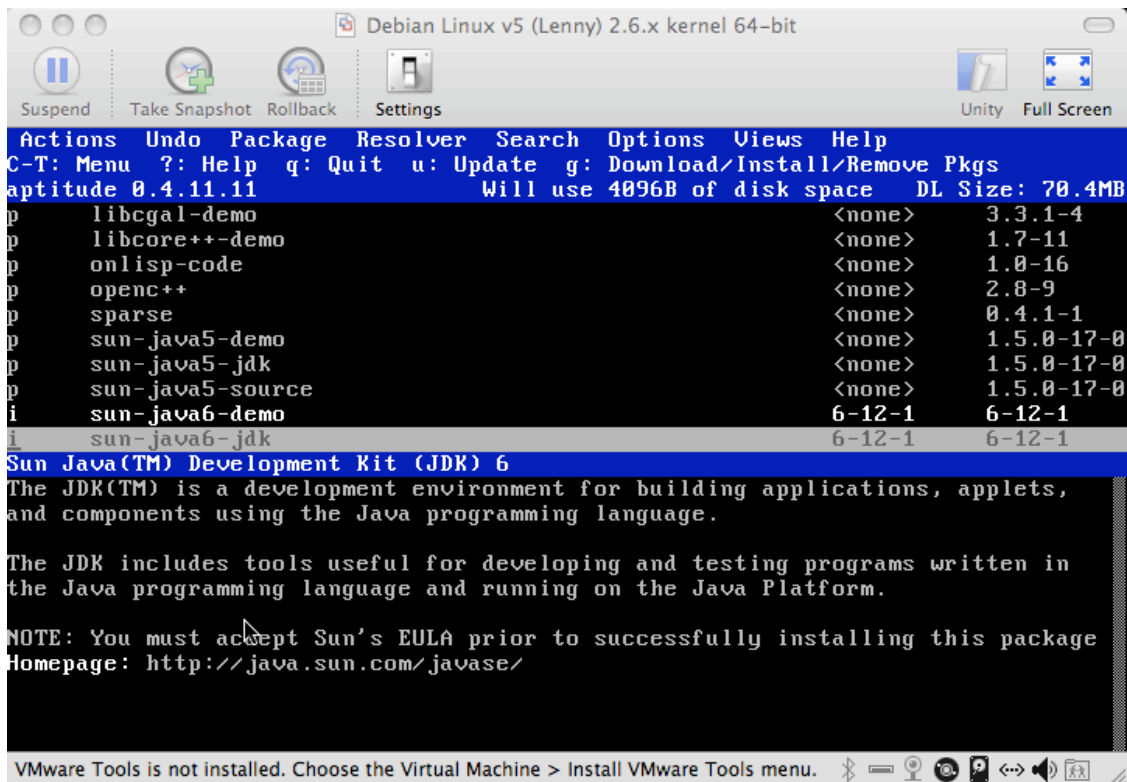 Debian Linux v5 (Lenny) 2.6.x kernel 64-bit
Suspend Take Snapshot Rollback Settings Unity Full Screen
Actions Undo Package Resolver Search Options Views Help
C-T: Menu ?: Help q: Quit u: Update g: Download/Install/Remove Pkgs
aptitude 0.4.11.11 Will use 4096B of disk space DL Size: 70.4MB
p libcgal-demo <none> 3.3.1-4
p libcore++-demo <none> 1.7-11
p onlisp-code <none> 1.0-16
p openc++ <none> 2.8-9
p sparse <none> 0.4.1-1
p sun-java5-demo <none> 1.5.0-17-0
p sun-java5-jdk <none> 1.5.0-17-0
p sun-java5-source <none> 1.5.0-17-0
i sun-java6-demo 6-12-1 6-12-1
i sun-java6-jdk 6-12-1 6-12-1
Sun Java(TM) Development Kit (JDK) 6
The JDK(TM) is a development environment for building applications, applets,
and components using the Java programming language.
The JDK includes tools useful for developing and testing programs written in
the Java programming language and running on the Java Platform.
NOTE: You must accept Sun's EULA prior to successfully installing this package
Homepage: http://java.sun.com/javase/
VMware Tools is not installed. Choose the Virtual Machine > Install VMware Tools menu.